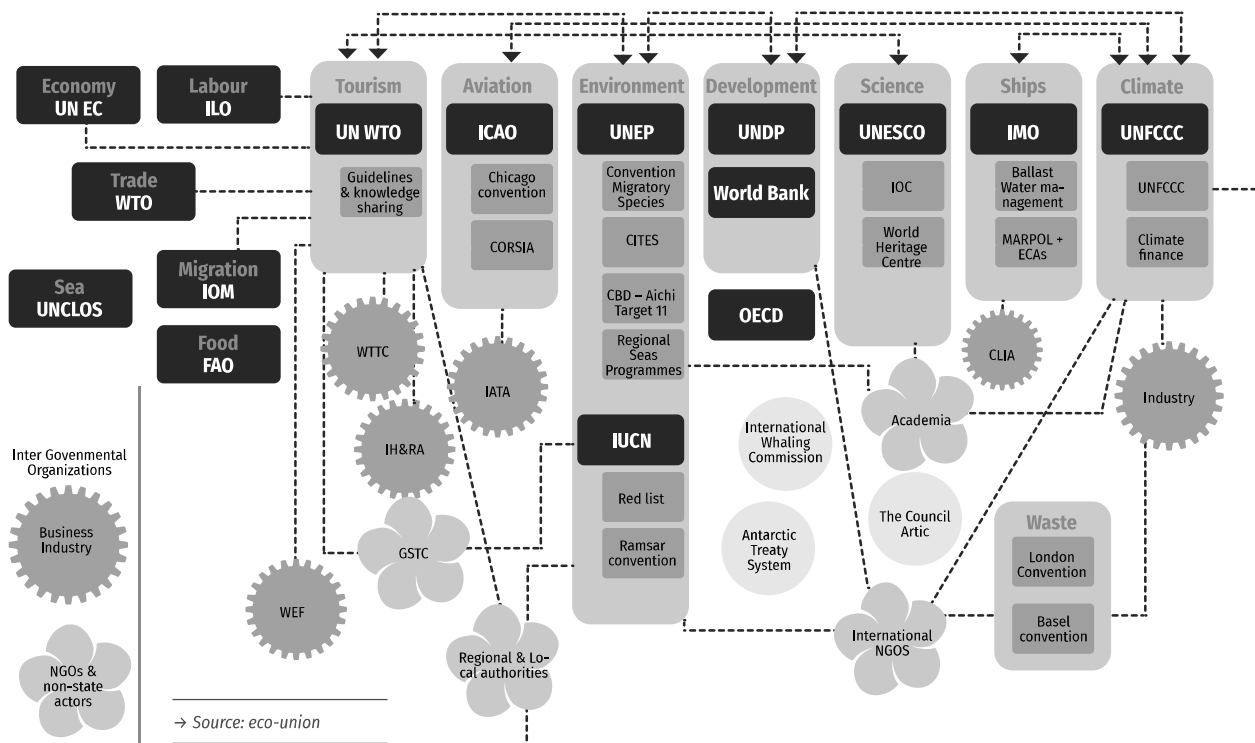 Economy
UN EC
Labour
ILO
Trade
WTO
Migration
IOM
Sea
UNCLOS
Food
FAO
Tourism
UN WTO
Guidelines
& knowledge
sharing
Aviation
ICAO
Chicago
convention
CORSIA
Environment
UNEP
Convention
Migratory
Species
CITES
CBD – Aichi
Target 11
Regional
Seas
Programmes
IUCN
Red list
Ramsar
convention
Development
UNDP
World Bank
OECD
Science
UNESCO
IOC
World
Heritage
Centre
Ships
IMO
Ballast
Water ma-
nagement
MARPOL +
ECAs
Climate
UNFCCC
UNFCCC
Climate
finance
WTTC
IATA
IH&RA
GSTC
WEF
Regional & Lo-
cal authorities
CLIA
Academia
Industry
International
Whaling
Commission
Antarctic
Treaty
System
The Council
Artic
International
NGOS
Waste
London
Convention
Basel
convention
Inter Govenmental
Organizations
Business
Industry
NGOs &
non-state
actors
→ Source: eco-union